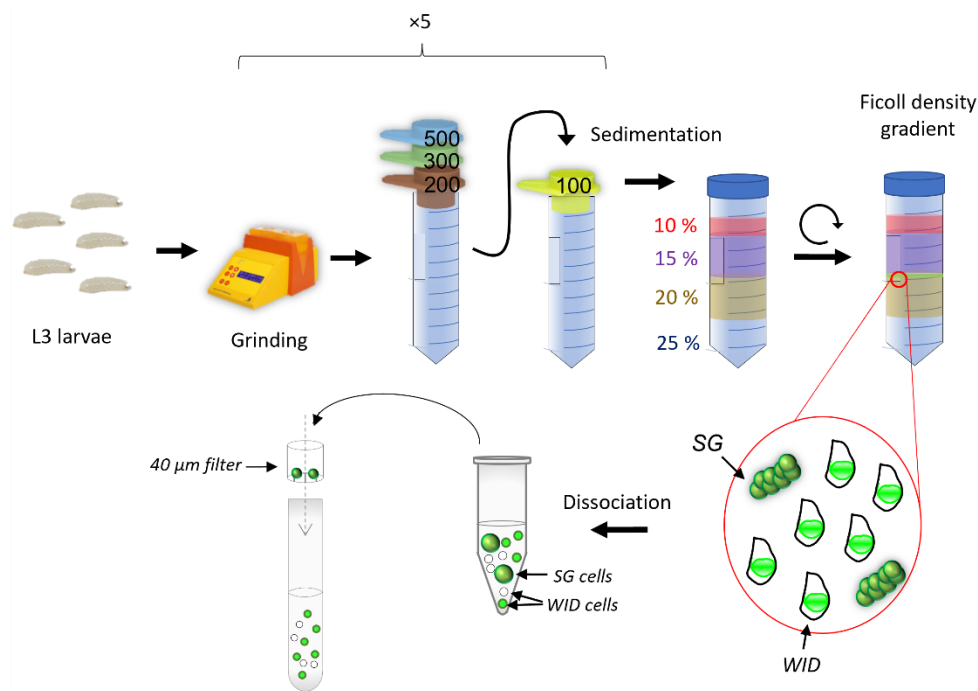 ×5
500
300
200
100
Sedimentation
Ficoll density
gradient
10 %
15 %
20 %
25 %
L3 larvae
Grinding
40 µm filter
Dissociation
SG cells
WID cells
SG
WID